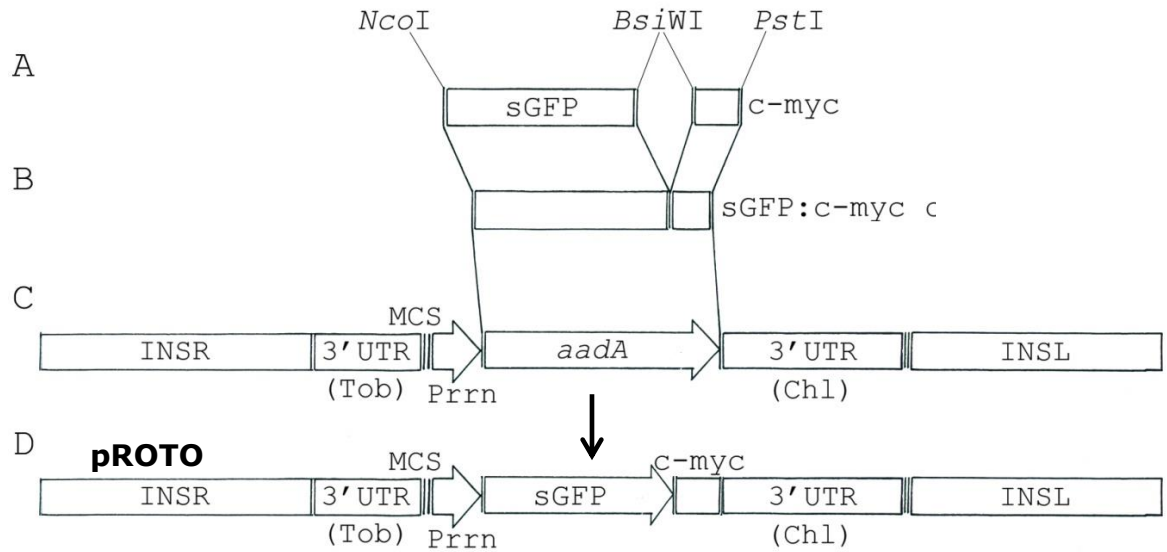 NcoI BsiWI PstI
A
sGFP c-myc
B
sGFP:c-myc c
C
MCS
INSR 3'UTR aadA 3'UTR INSL
(Tob) Prrn (Chl)
D
pROTO MCS c-myc
INSR 3'UTR sGFP 3'UTR INSL
(Tob) Prrn (Chl)